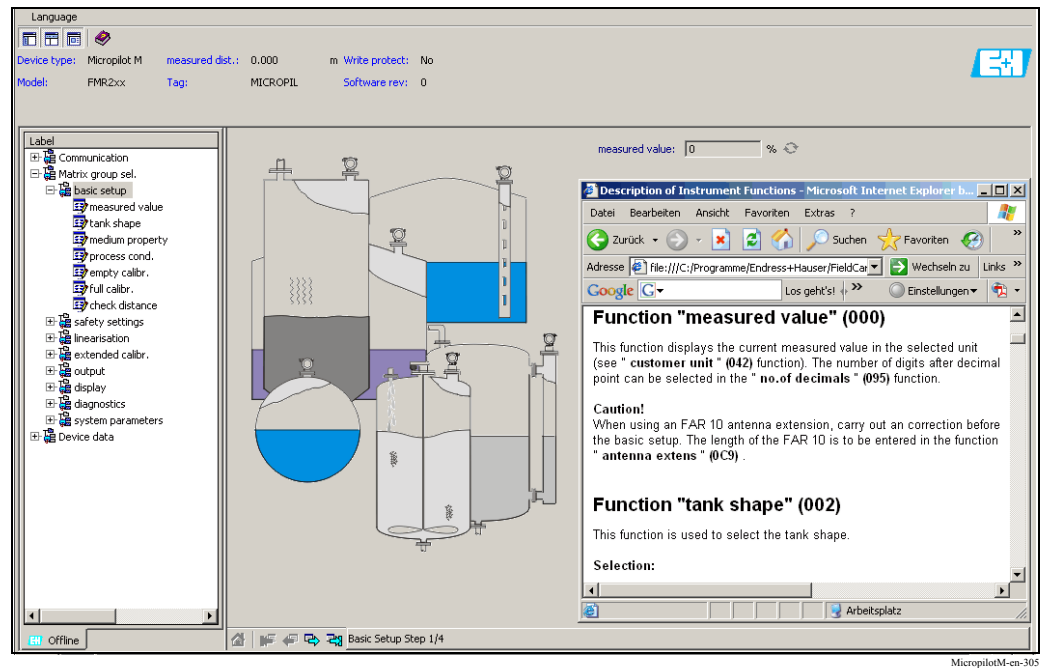 Language
Device type: Micropilot M measured dist.: 0.000 m Write protect: No
Model: FMR2xx Tag: MICROPIL Software rev: 0
E+H
Label
Communication
Matrix group sel.
basic setup
measured value
tank shape
medium property
process cond.
empty calibr.
full calibr.
check distance
safety settings
linearisation
extended calibr.
output
display
diagnostics
system parameters
Device data
Offline
measured value: 0 %
Description of Instrument Functions - Microsoft Internet Explorer b...
Datei Bearbeiten Ansicht Favoriten Extras ?
Zurück Suchen Favoriten »
Adresse file:///C:/Programme/Endress+Hauser/FieldCar Wechseln zu Links »
Google G Los geht's! » Einstellungen
Function "measured value" (000)
This function displays the current measured value in the selected unit
(see " customer unit " (042) function). The number of digits after decimal
point can be selected in the " no.of decimals " (095) function.
Caution!
When using an FAR 10 antenna extension, carry out an correction before
the basic setup. The length of the FAR 10 is to be entered in the function
" antenna extens " (0C9) .
Function "tank shape" (002)
This function is used to select the tank shape.
Selection:
Arbeitsplatz
Basic Setup Step 1/4
MicropilotM-en-305